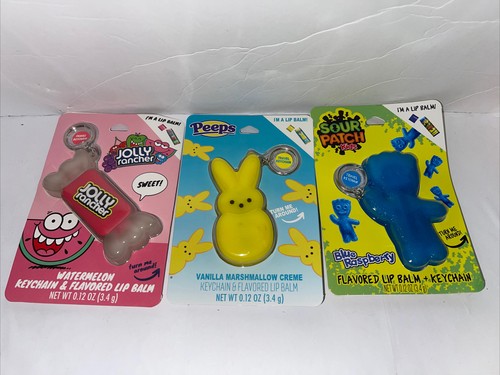 I'M A LIP BALM!
JOLLY
rancher
SWEET!
JOLLY
rancher
TURN ME
AROUND!
WATERMELON
KEYCHAIN & FLAVORED LIP BALM
NET WT 0.12 OZ (3.4 g)
Peeps
I'M A LIP BALM!
TURN ME
AROUND!
VANILLA MARSHMALLOW CREME
KEYCHAIN & FLAVORED LIP BALM
NET WT 0.12 OZ (3.4 g)
I'M A LIP BALM!
SOUR
PATCH
Kids
TURN ME
AROUND!
Blue
Raspberry
FLAVORED LIP BALM + KEYCHAIN
NET WT 0.12 OZ (3.4 g)